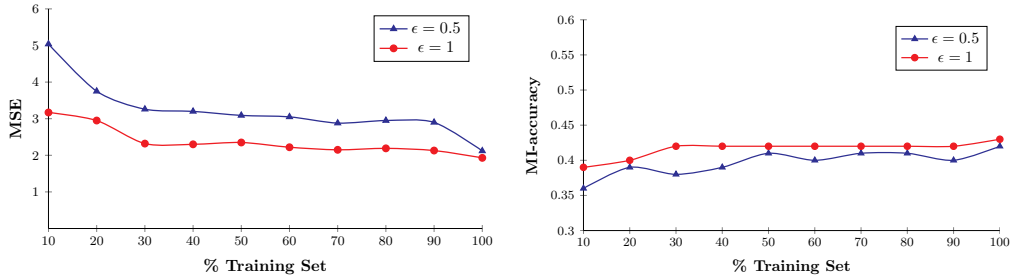 6
5
4
3
2
1
MSE
10 20 30 40 50 60 70 80 90 100
% Training Set
ϵ = 0.5
ϵ = 1
0.6
0.55
0.5
0.45
0.4
0.35
0.3
MI-accuracy
10 20 30 40 50 60 70 80 90 100
% Training Set
ϵ = 0.5
ϵ = 1